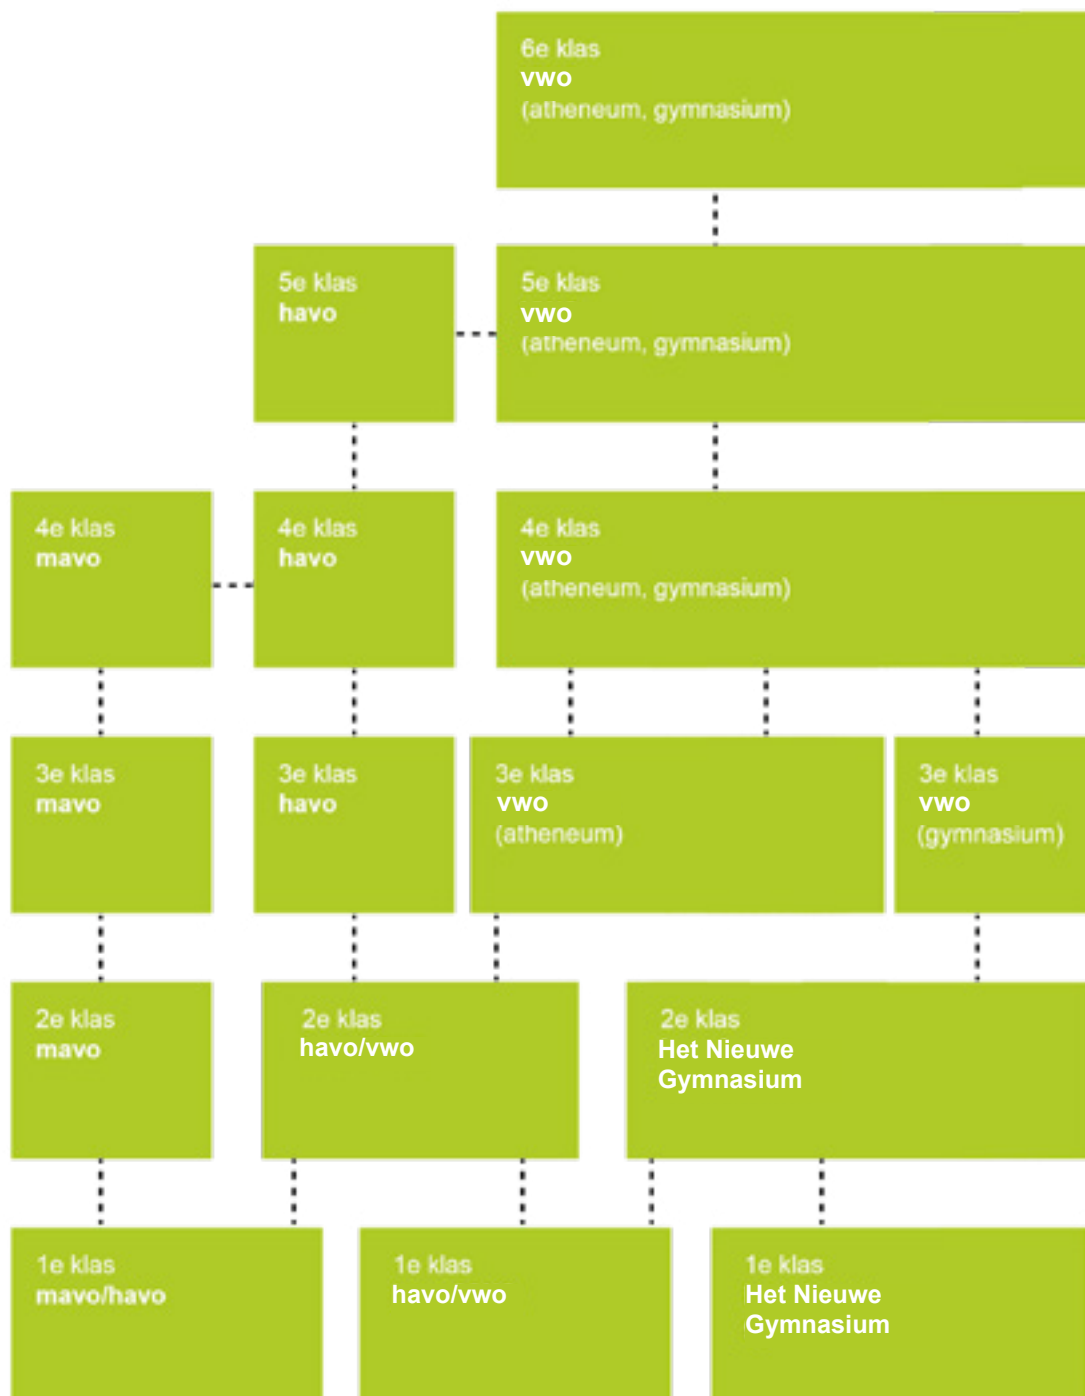 6e klas
vwo
(atheneum, gymnasium)
5e klas
havo
5e klas
vwo
(atheneum, gymnasium)
4e klas
mavo
4e klas
havo
4e klas
vwo
(atheneum, gymnasium)
3e klas
mavo
3e klas
havo
3e klas
vwo
(atheneum)
3e klas
vwo
(gymnasium)
2e klas
mavo
2e klas
havo/vwo
2e klas
Het Nieuwe
Gymnasium
1e klas
mavo/havo
1e klas
havo/vwo
1e klas
Het Nieuwe
Gymnasium